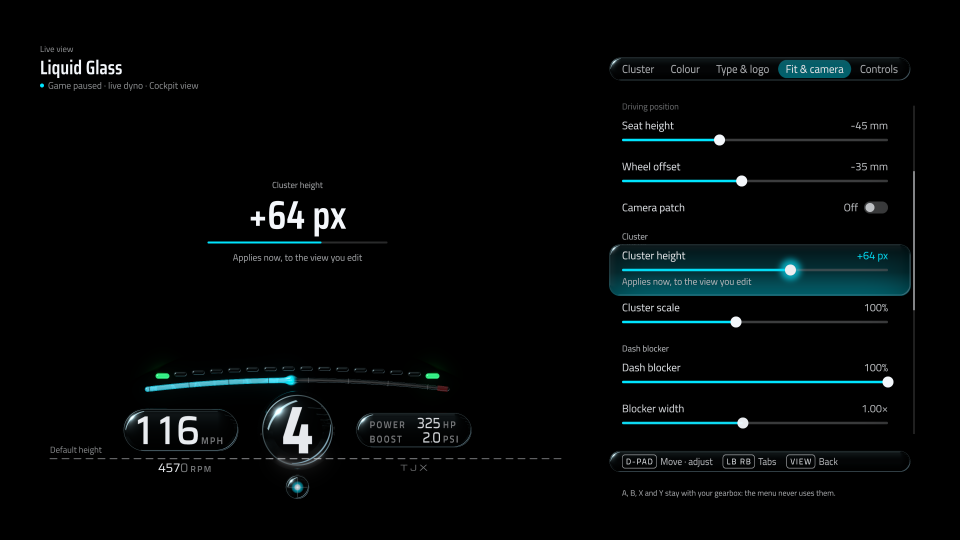 Live view
Liquid Glass
Game paused · live dyno · Cockpit view
Cluster height
+64 px
Applies now, to the view you edit
116 MPH
4
POWER 325 HP
BOOST 2.0 PSI
Default height
4570 RPM
TJX
Cluster Colour Type & logo Fit & camera Controls
Driving position
Seat height -45 mm
Wheel offset -35 mm
Camera patch Off
Cluster
Cluster height +64 px
Applies now, to the view you edit
Cluster scale 100%
Dash blocker
Dash blocker 100%
Blocker width 1.00×
D-PAD Move · adjust LB RB Tabs VIEW Back
A, B, X and Y stay with your gearbox: the menu never uses them.